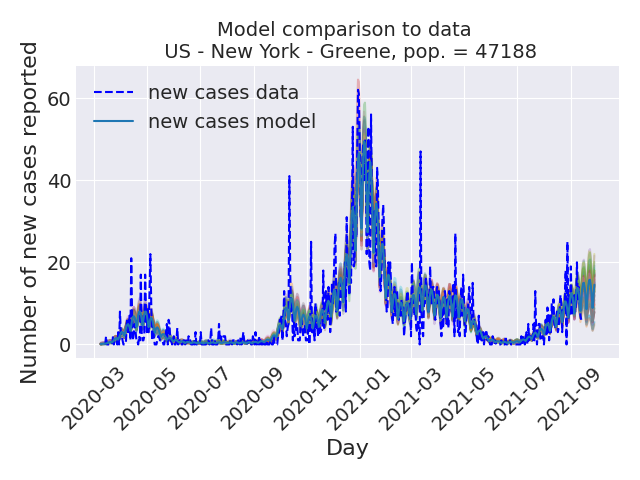 Model comparison to data
US - New York - Greene, pop. = 47188
Number of new cases reported
60
40
20
0
new cases data
new cases model
2020-03
2020-05
2020-07
2020-09
2020-11
2021-01
2021-03
2021-05
2021-07
2021-09
Day